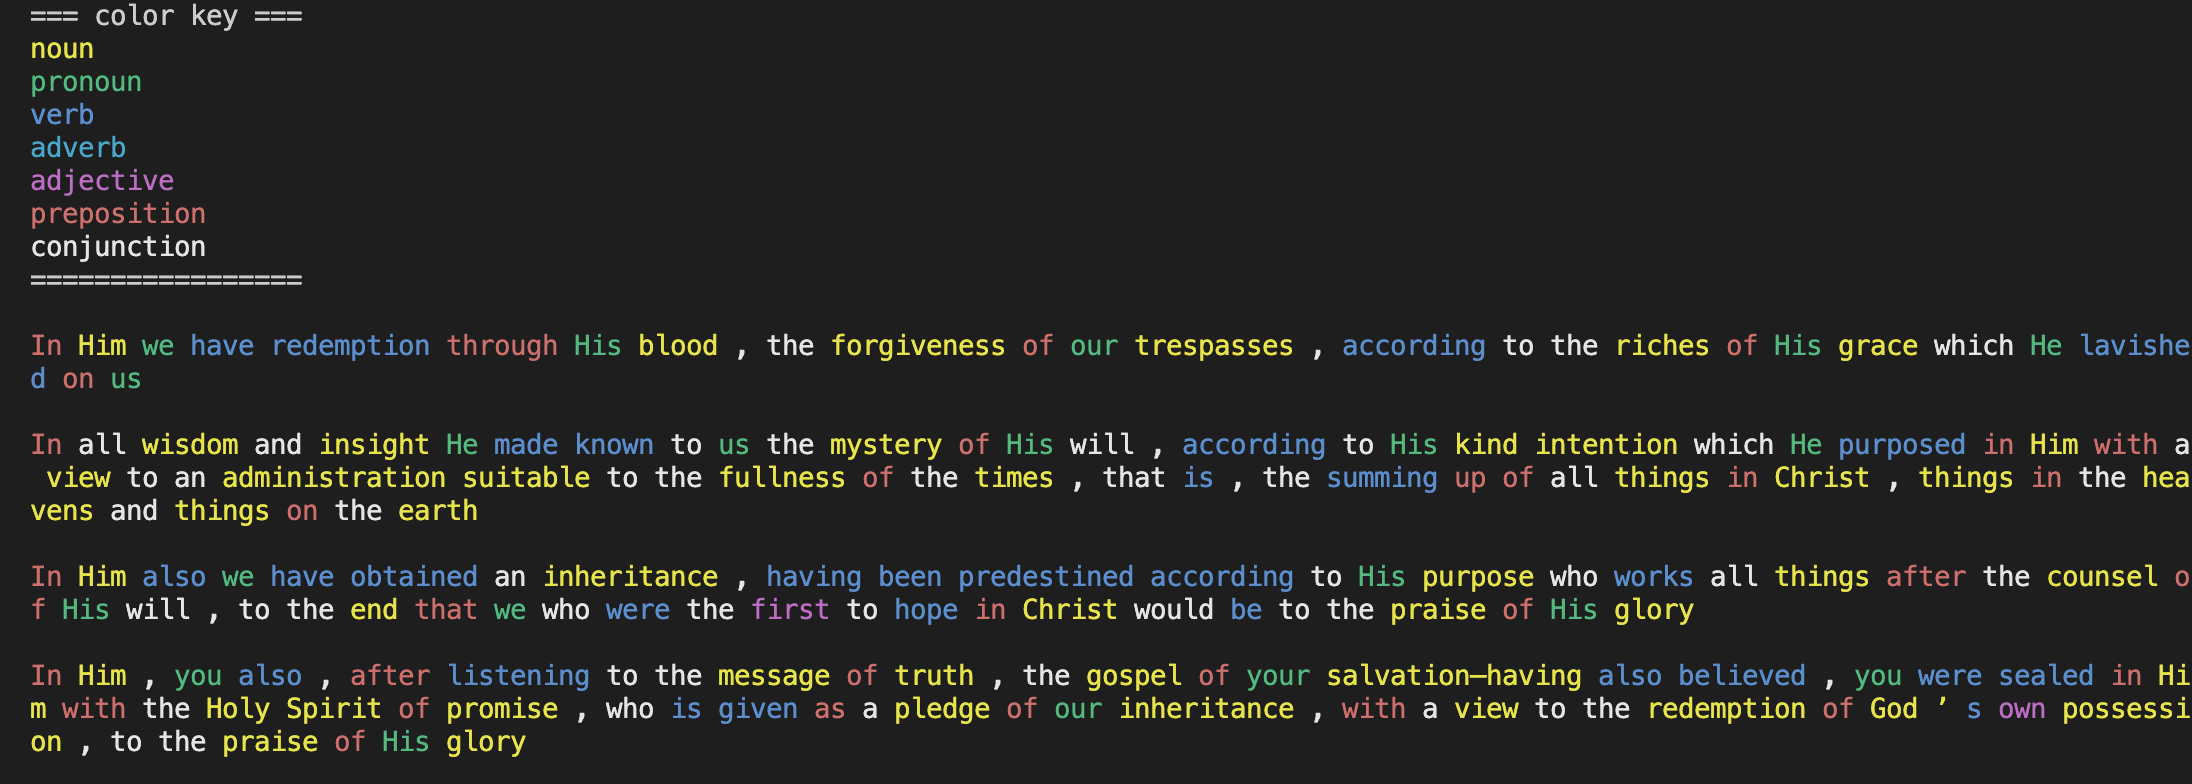 === color key ===
noun
pronoun
verb
adverb
adjective
preposition
conjunction
=================
In Him we have redemption through His blood , the forgiveness of our trespasses , according to the riches of His grace which He lavishe
d on us
In all wisdom and insight He made known to us the mystery of His will , according to His kind intention which He purposed in Him with a
 view to an administration suitable to the fullness of the times , that is , the summing up of all things in Christ , things in the hea
vens and things on the earth
In Him also we have obtained an inheritance , having been predestined according to His purpose who works all things after the counsel o
f His will , to the end that we who were the first to hope in Christ would be to the praise of His glory
In Him , you also , after listening to the message of truth , the gospel of your salvation—having also believed , you were sealed in Hi
m with the Holy Spirit of promise , who is given as a pledge of our inheritance , with a view to the redemption of God ’ s own possessi
on , to the praise of His glory